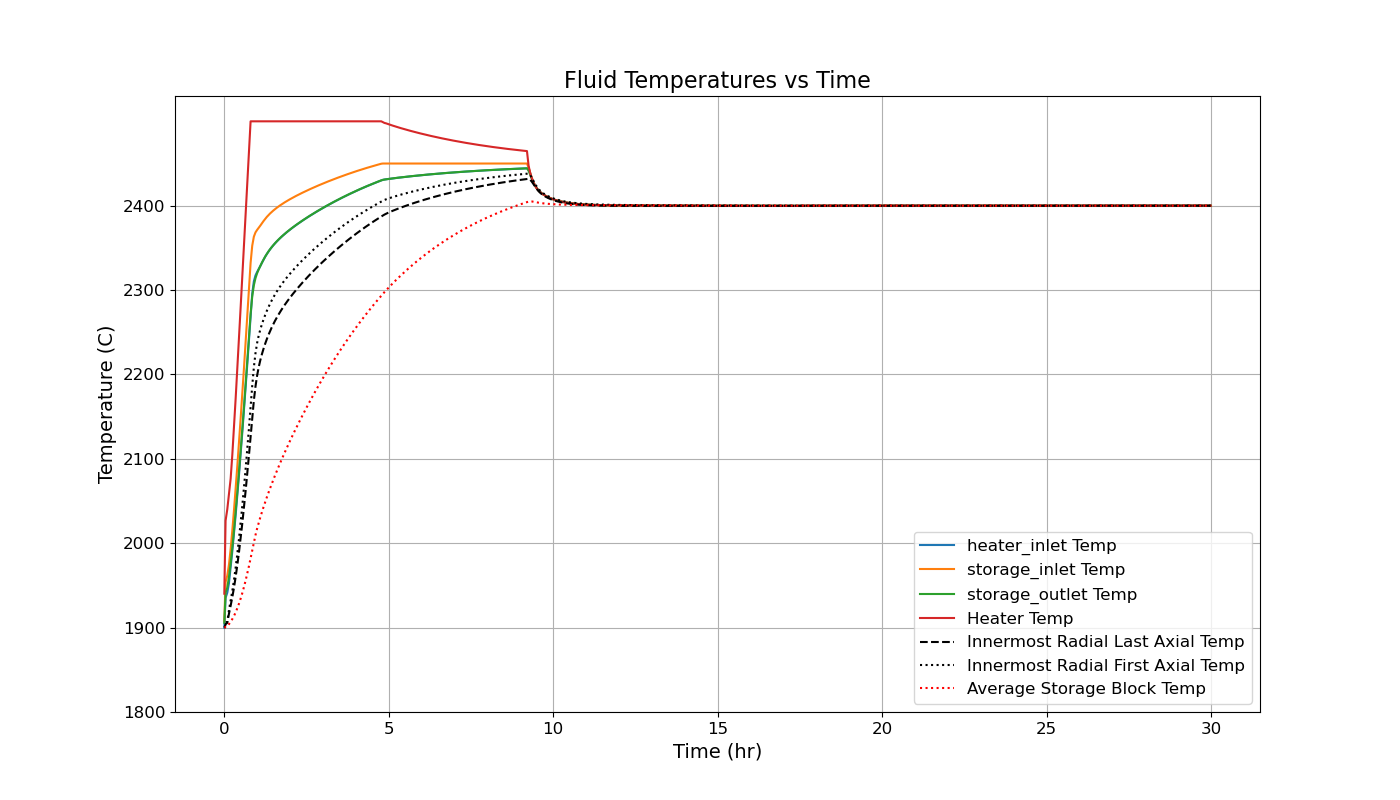 Fluid Temperatures vs Time
Temperature (C)
2400
2300
2200
2100
2000
1900
1800
0 5 10 15 20 25 30
Time (hr)
heater_inlet Temp
storage_inlet Temp
storage_outlet Temp
Heater Temp
Innermost Radial Last Axial Temp
Innermost Radial First Axial Temp
Average Storage Block Temp